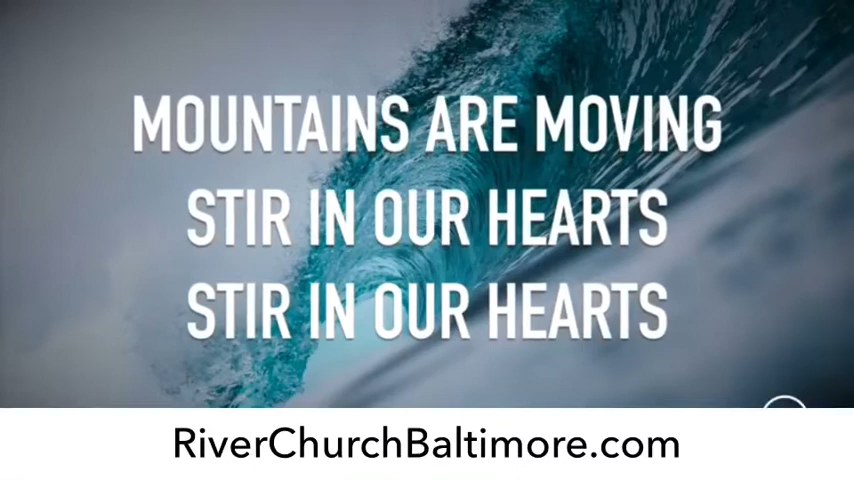 MOUNTAINS ARE MOVING
STIR IN OUR HEARTS
STIR IN OUR HEARTS
RiverChurchBaltimore.com